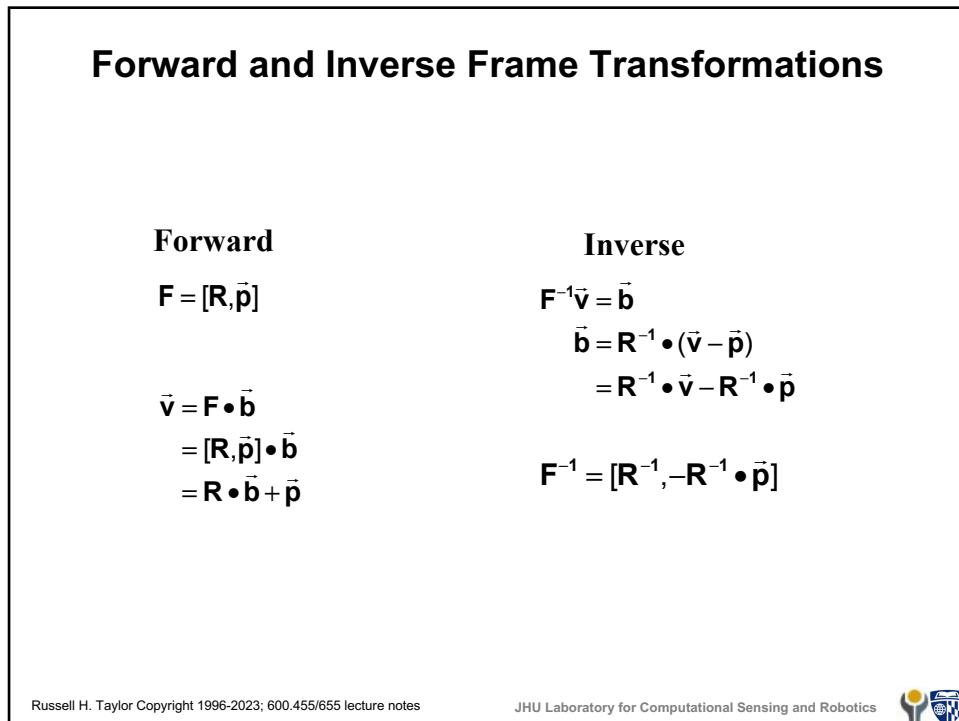 Forward and Inverse Frame Transformations
Forward
F = [R, p⃗]
v⃗ = F • b⃗
= [R, p⃗] • b⃗
= R • b⃗ + p⃗
Inverse
F⁻¹v⃗ = b⃗
b⃗ = R⁻¹ • (v⃗ − p⃗)
= R⁻¹ • v⃗ − R⁻¹ • p⃗
F⁻¹ = [R⁻¹, −R⁻¹ • p⃗]
Russell H. Taylor Copyright 1996-2023; 600.455/655 lecture notes
JHU Laboratory for Computational Sensing and Robotics